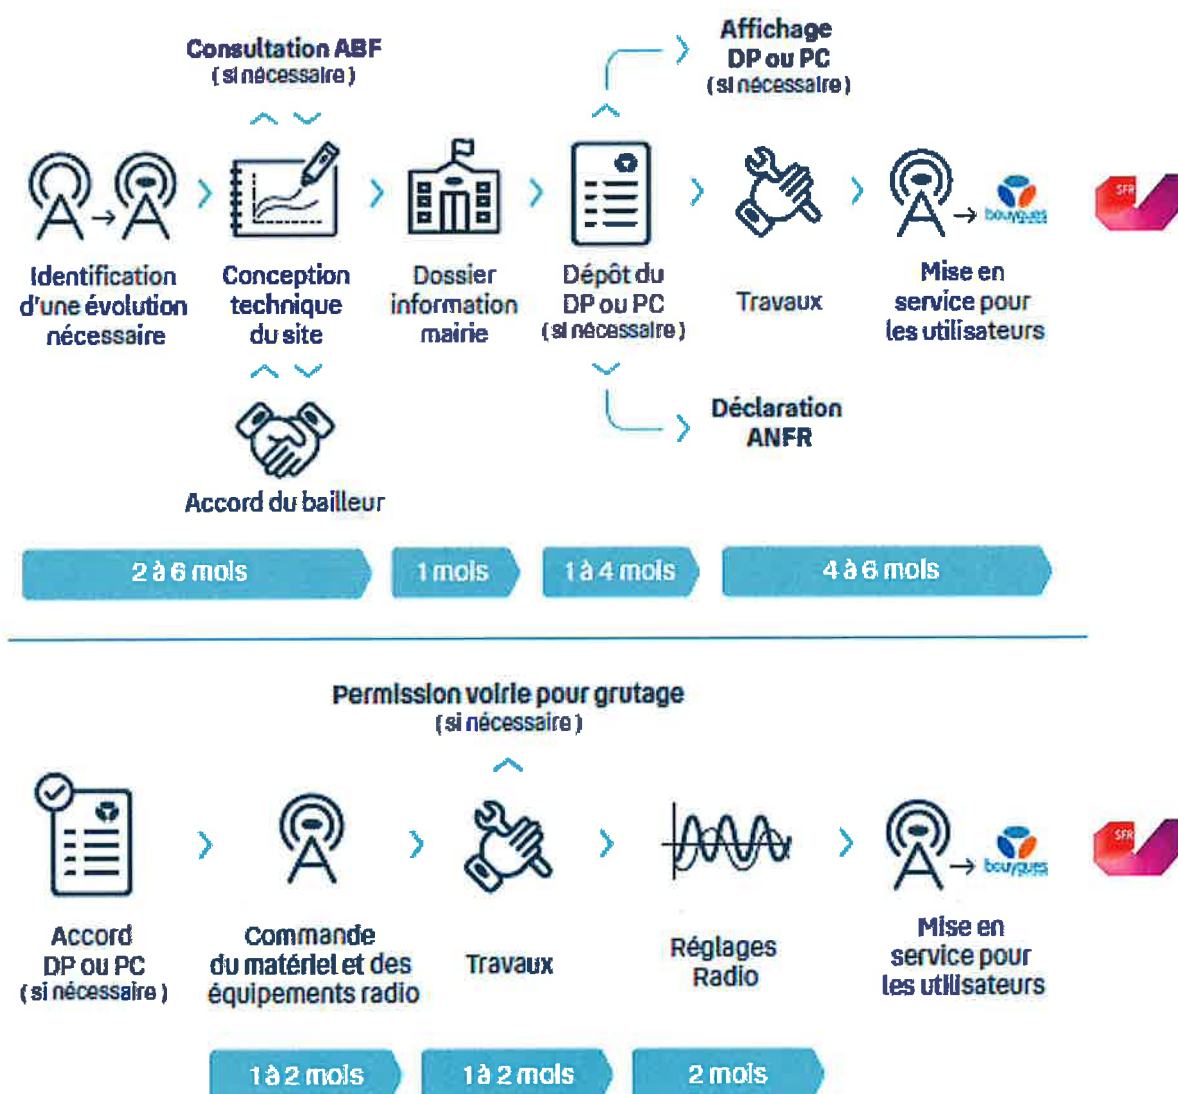 Consultation ABF
(si nécessaire)
Affichage
DP ou PC
(si nécessaire)
Identification
d'une évolution
nécessaire
Conception
technique
du site
Dossier
information
mairie
Dépôt du
DP ou PC
(si nécessaire)
Travaux
bouygues
SFR
Mise en
service pour
les utilisateurs
Accord du bailleur
Déclaration
ANFR
2 à 6 mois
1 mois
1 à 4 mois
4 à 6 mois
Permission voirie pour grutage
(si nécessaire)
Accord
DP ou PC
(si nécessaire)
Commande
du matériel et des
équipements radio
Travaux
Réglages
Radio
bouygues
SFR
Mise en
service pour
les utilisateurs
1 à 2 mois
1 à 2 mois
2 mois